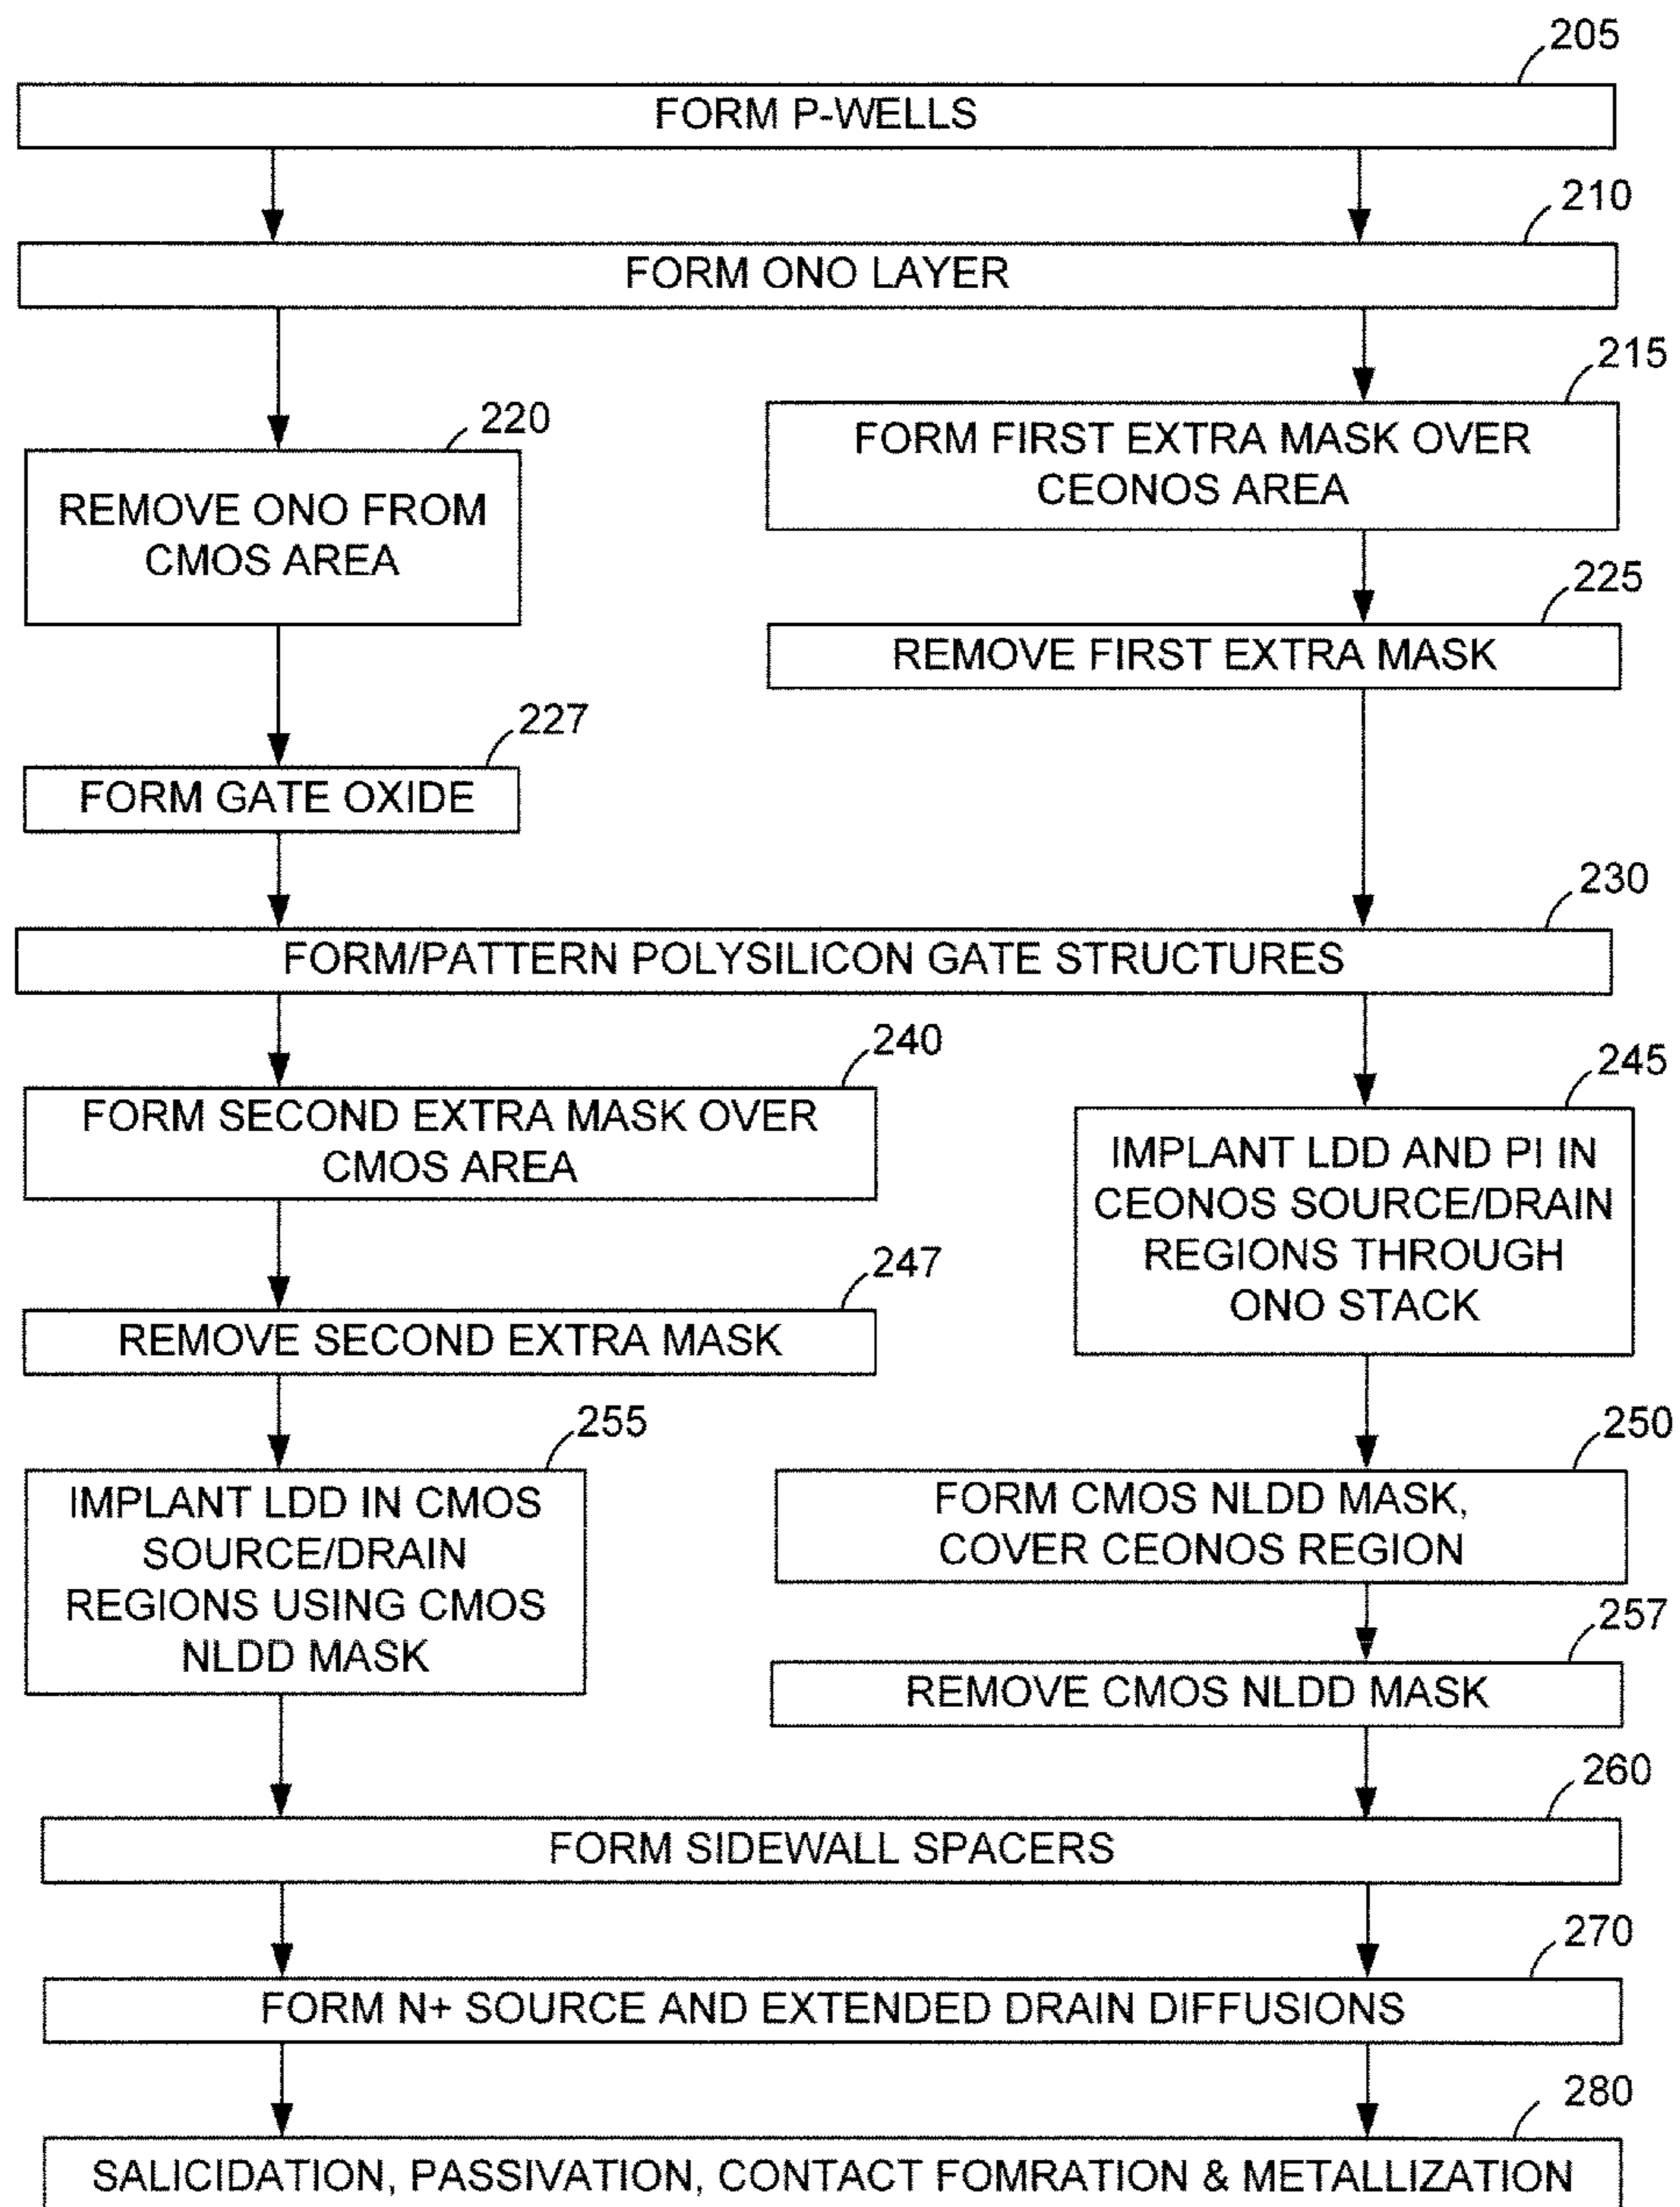 205
FORM P-WELLS
210
FORM ONO LAYER
215
FORM FIRST EXTRA MASK OVER
CEONOS AREA
220
REMOVE ONO FROM
CMOS AREA
225
REMOVE FIRST EXTRA MASK
227
FORM GATE OXIDE
230
FORM/PATTERN POLYSILICON GATE STRUCTURES
240
FORM SECOND EXTRA MASK OVER
CMOS AREA
245
IMPLANT LDD AND PI IN
CEONOS SOURCE/DRAIN
REGIONS THROUGH
ONO STACK
247
REMOVE SECOND EXTRA MASK
250
FORM CMOS NLDD MASK,
COVER CEONOS REGION
255
IMPLANT LDD IN CMOS
SOURCE/DRAIN
REGIONS USING CMOS
NLDD MASK
257
REMOVE CMOS NLDD MASK
260
FORM SIDEWALL SPACERS
270
FORM N+ SOURCE AND EXTENDED DRAIN DIFFUSIONS
280
SALICIDATION, PASSIVATION, CONTACT FOMRATION & METALLIZATION